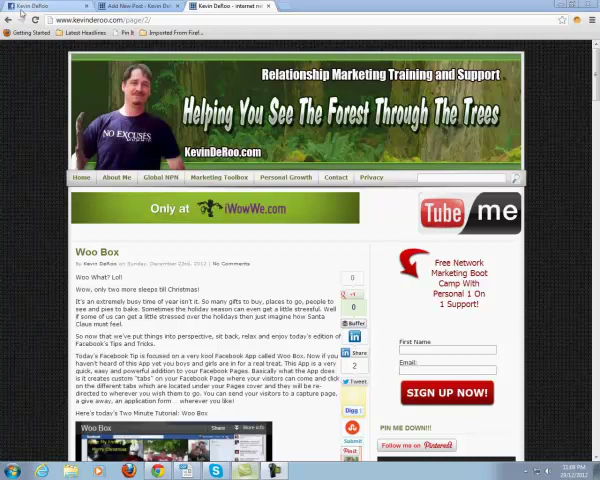 Kevin DeRoo
Add New Post - Kevin Del
Kevin DeRoo - internet ne
www.kevinderoo.com/page/2/
Getting Started
Latest Headlines
Pin It
Imported From Firef...
Relationship Marketing Training and Support
Helping You See The Forest Through The Trees
NO EXCUSES
KevinDeRoo.com
Home
About Me
Global NPN
Marketing Toolbox
Personal Growth
Contact
Privacy
Only at iWowWe.com
Tube me
Woo Box
By Kevin DeRoo on Sunday, December 23rd, 2012 | No Comments
Woo What? Lol!
Wow, only two more sleeps till Christmas!
It's an extremely busy time of year isn't it. So many gifts to buy, places to go, people to
see and pies to bake. Sometimes the holiday season can even get a little stressful. Well
if some of us can get a little stressed over the holidays then just imagine how Santa
Claus must feel.
So now that we've put things into perspective, sit back, relax and enjoy today's edition of
Facebook's Tips and Tricks.
Today's Facebook Tip is focused on a very kool Facebook App called Woo Box. Now if you
haven't heard of this App yet you boys and girls are in for a real treat. This App is a very
quick, easy and powerful addition to your Facebook Pages. Basically what the App does
is it creates custom "tabs" on your Facebook Page where your visitors can come and click
on the different tabs which are located under your Pages cover and they will be re-
directed to wherever you wish them to go. You can send your visitors to a capture page,
a give away, an application form ... wherever you like!
Here's today's Two Minute Tutorial: Woo Box
Share
More info
Merry Christmas
0
+1
0
Buffer
Share
2
Tweet
Digg
Submit
Pin it
Free Network
Marketing Boot
Camp With
Personal 1 On
1 Support!
First Name
Email:
SIGN UP NOW!
PIN ME DOWN!!!
Follow me on Pinterest
11:09 PM
28/12/2012